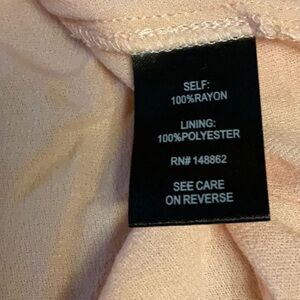 SELF:
100%RAYON
LINING:
100%POLYESTER
RN# 148862
SEE CARE
ON REVERSE